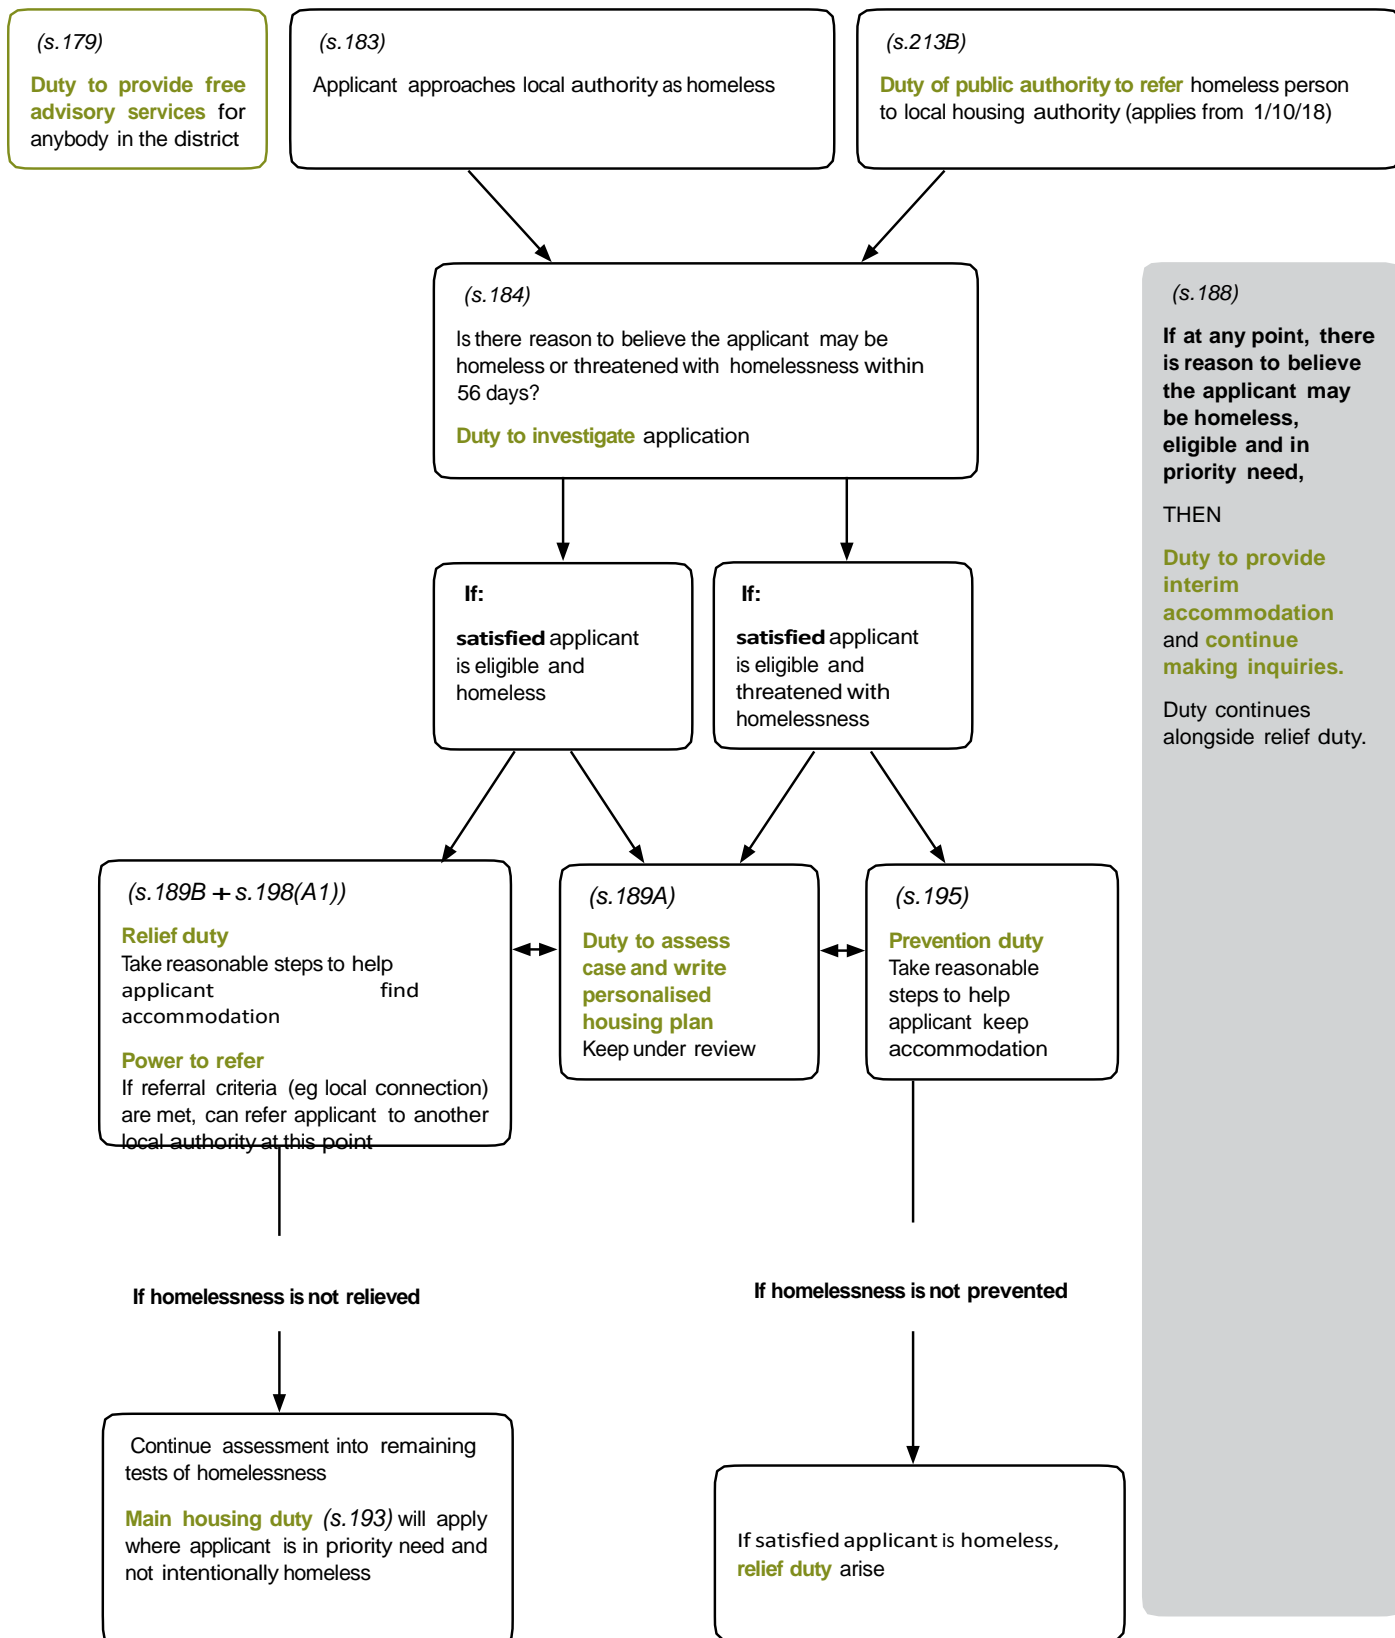 (s.179)
Duty to provide free
advisory services for
anybody in the district
(s.183)
Applicant approaches local authority as homeless
(s.213B)
Duty of public authority to refer homeless person
to local housing authority (applies from 1/10/18)
(s.184)
Is there reason to believe the applicant may be
homeless or threatened with homelessness within
56 days?
Duty to investigate application
(s.188)
If at any point, there
is reason to believe
the applicant may
be homeless,
eligible and in
priority need,
THEN
Duty to provide
interim
accommodation
and continue
making inquiries.
Duty continues
alongside relief duty.
If:
satisfied applicant
is eligible and
homeless
If:
satisfied applicant
is eligible and
threatened with
homelessness
(s.189B + s.198(A1))
Relief duty
Take reasonable steps to help
applicant find
accommodation
Power to refer
If referral criteria (eg local connection)
are met, can refer applicant to another
local authority at this point
(s.189A)
Duty to assess
case and write
personalised
housing plan
Keep under review
(s.195)
Prevention duty
Take reasonable
steps to help
applicant keep
accommodation
If homelessness is not relieved
If homelessness is not prevented
Continue assessment into remaining
tests of homelessness
Main housing duty (s.193) will apply
where applicant is in priority need and
not intentionally homeless
If satisfied applicant is homeless,
relief duty arise